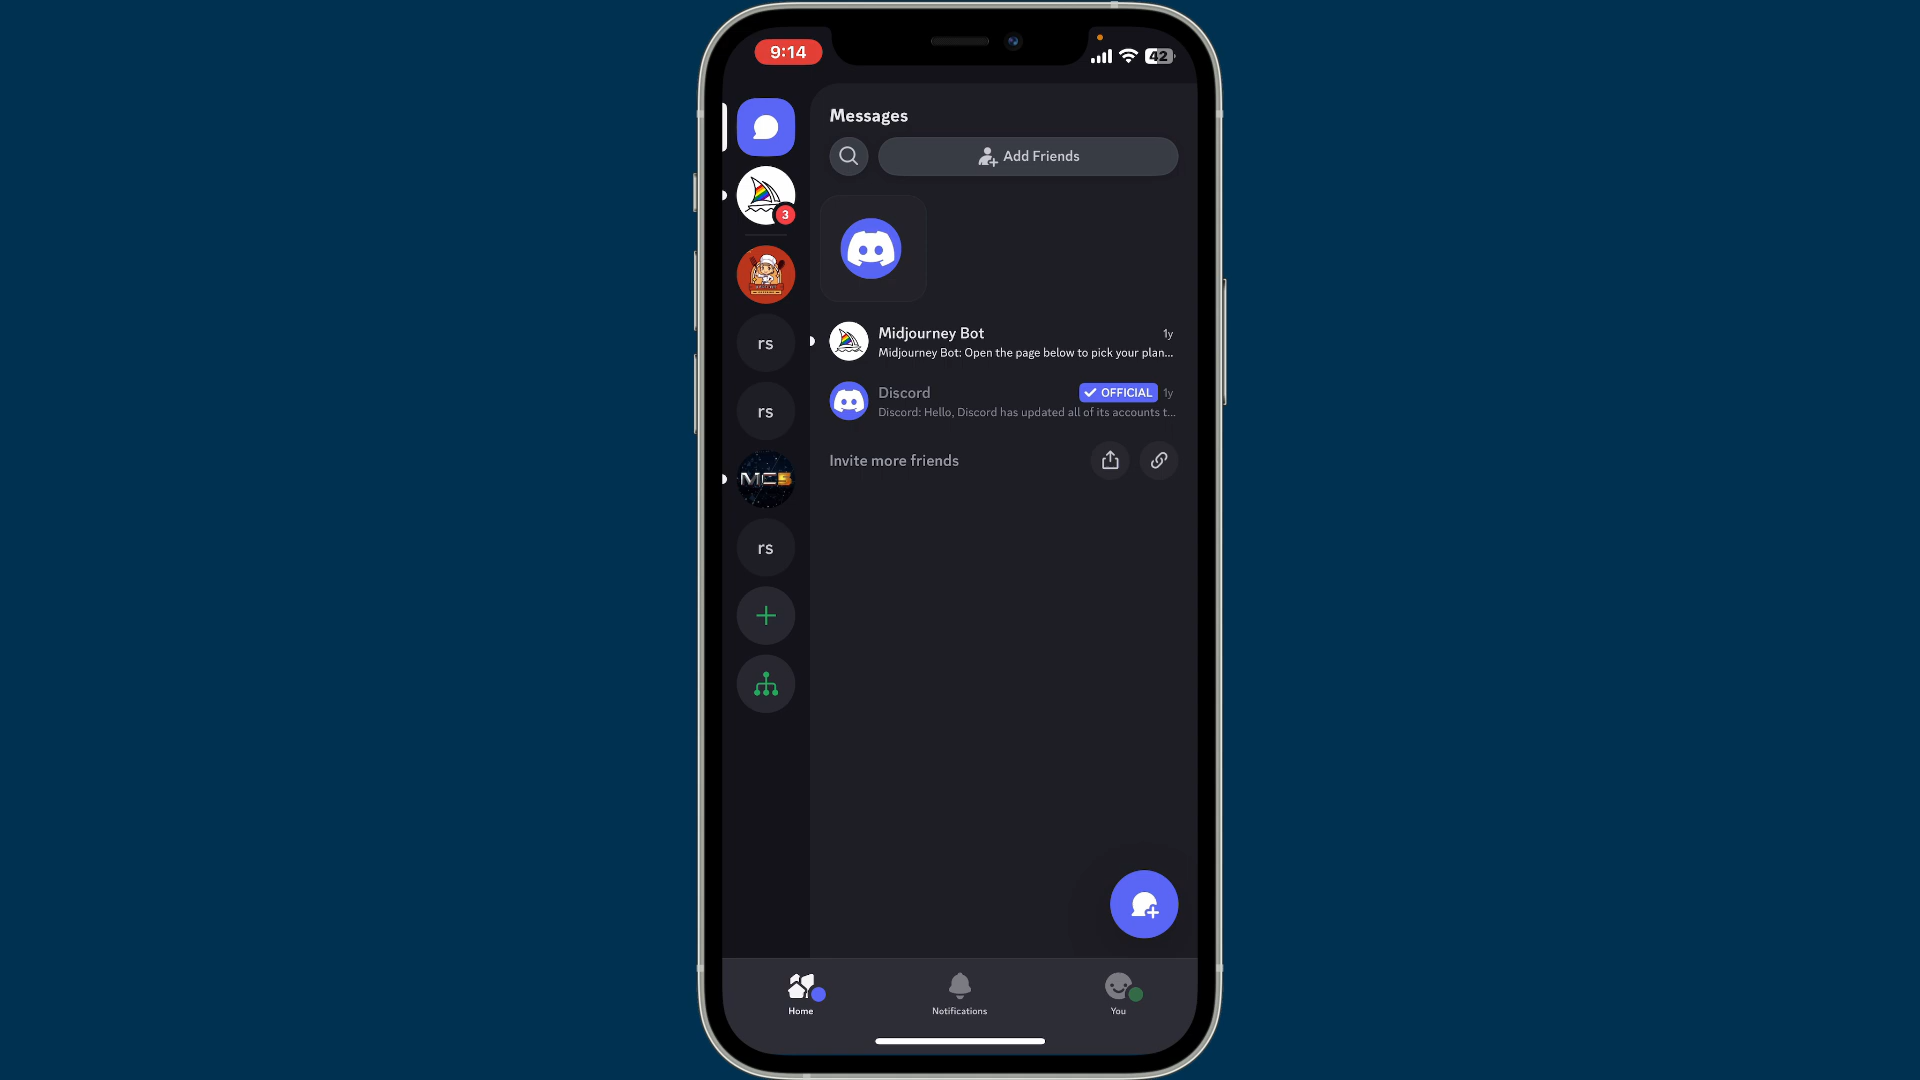 9:14
42
Messages
Add Friends
3
rs
rs
MC5
rs
Midjourney Bot
1y
Midjourney Bot: Open the page below to pick your plan...
Discord
OFFICIAL
1y
Discord: Hello, Discord has updated all of its accounts t...
Invite more friends
Home
Notifications
You